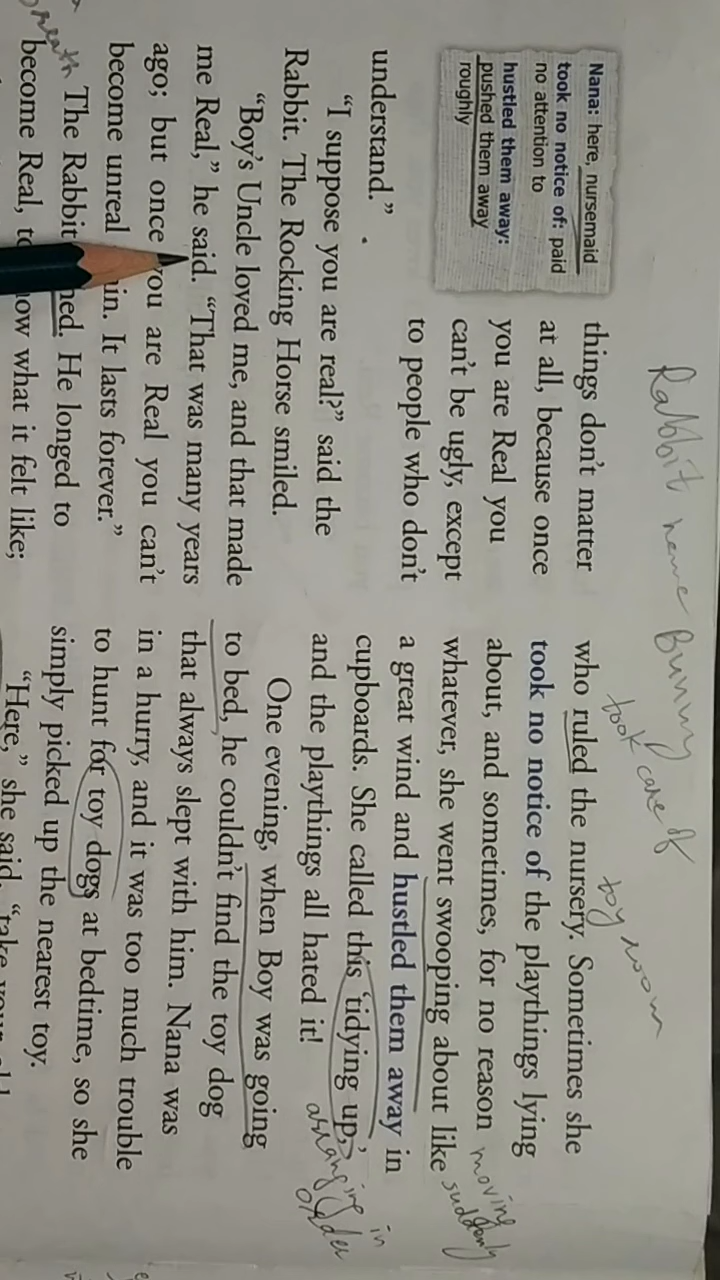 Rabbit name Bunny
took care of
toy room
Nana: here, nursemaid
took no notice of: paid
no attention to
hustled them away:
pushed them away
roughly
things don't matter
at all, because once
you are Real you
can't be ugly, except
to people who don't
understand."
"I suppose you are real?" said the
Rabbit. The Rocking Horse smiled.
"Boy's Uncle loved me, and that made
me Real," he said. "That was many years
ago; but once you are Real you can't
become unreal in. It lasts forever."
The Rabbit hed. He longed to
become Real, ow what it felt like;
who ruled the nursery. Sometimes she
took no notice of the playthings lying
about, and sometimes, for no reason
whatever, she went swooping about like
a great wind and hustled them away in
cupboards. She called this 'tidying up,'
and the playthings all hated it!
One evening, when Boy was going
to bed, he couldn't find the toy dog
that always slept with him. Nana was
in a hurry, and it was too much trouble
to hunt for toy dogs at bedtime, so she
simply picked up the nearest toy.
"Here," she said, "take your old
moving
suddenly
arranging in
order